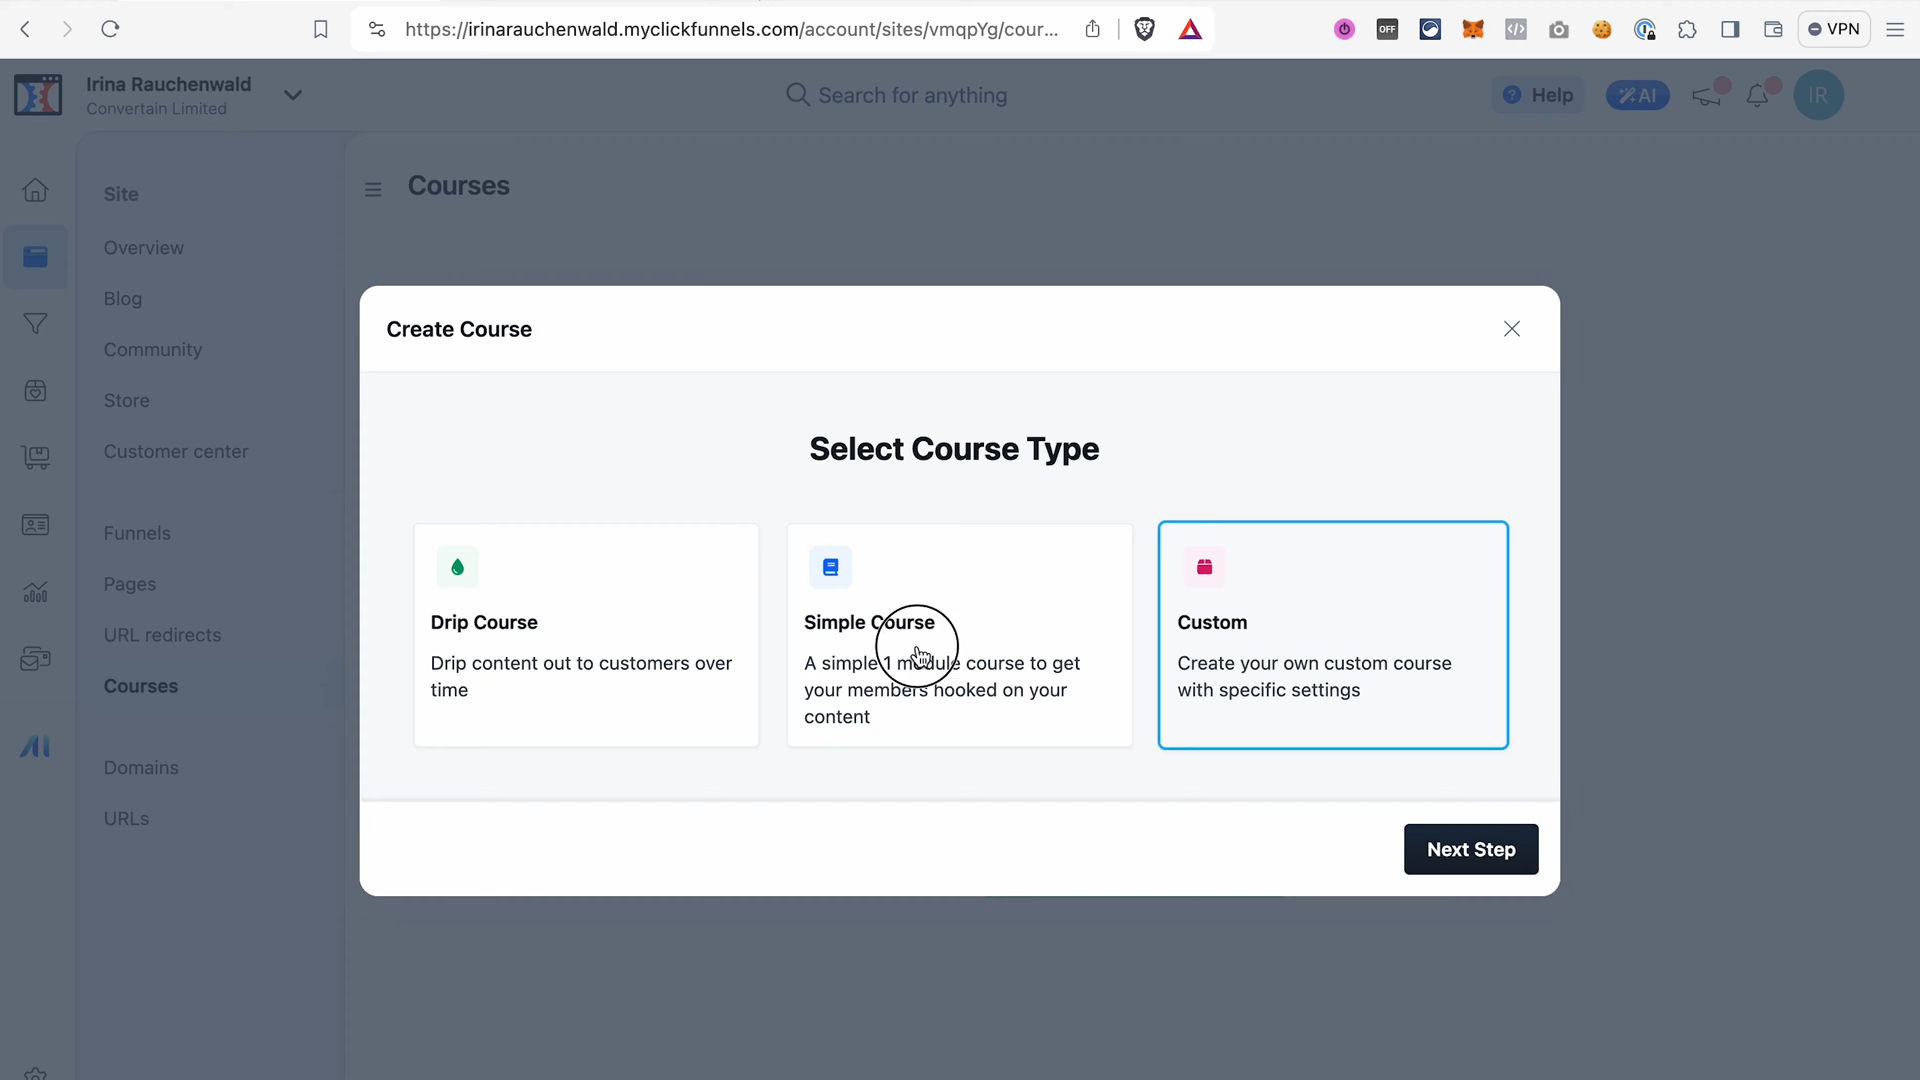 https://irinarauchenwald.myclickfunnels.com/account/sites/vmqpYg/cour...
OFF
VPN
Irina Rauchenwald
Convertain Limited
Search for anything
Help
AI
IR
Site
Courses
Overview
Blog
Community
Store
Customer center
Funnels
Pages
URL redirects
Courses
Domains
URLs
Create Course
Select Course Type
Drip Course
Drip content out to customers over
time
Simple Course
A simple 1 module course to get
your members hooked on your
content
Custom
Create your own custom course
with specific settings
Next Step